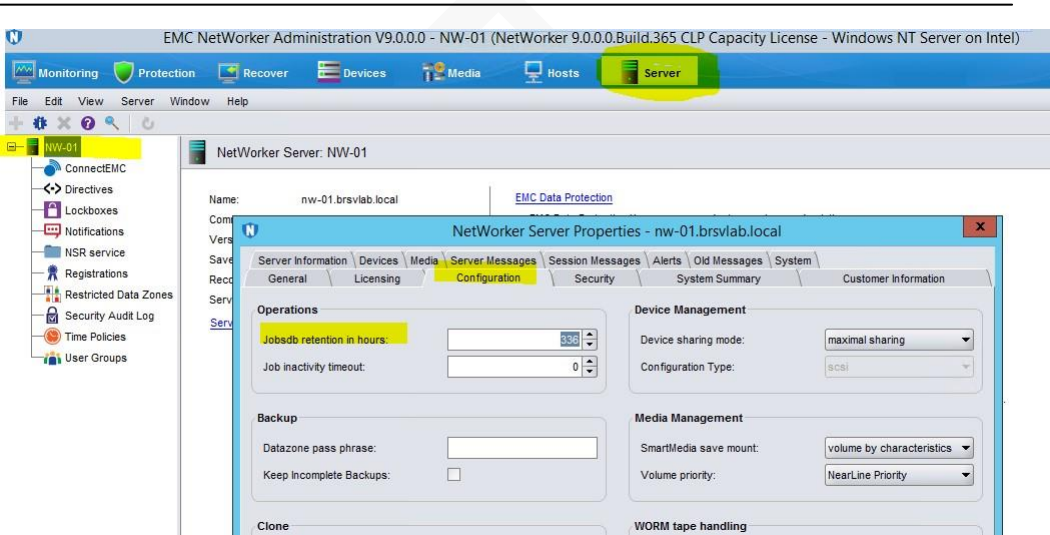 EMC NetWorker Administration V9.0.0.0 - NW-01 (NetWorker 9.0.0.0.Build.365 CLP Capacity License - Windows NT Server on Intel)
Monitoring Protection Recover Devices Media Hosts Server
File Edit View Server Window Help
NW-01
ConnectEMC
Directives
Lockboxes
Notifications
NSR service
Registrations
Restricted Data Zones
Security Audit Log
Time Policies
User Groups
NetWorker Server: NW-01
Name: nw-01.brsvlab.local EMC Data Protection
Com
Vers
Save
Reco
Serv
Serv
NetWorker Server Properties - nw-01.brsvlab.local
Server Information Devices Media Server Messages Session Messages Alerts Old Messages System
General Licensing Configuration Security System Summary Customer Information
Operations
Jobsdb retention in hours: 336
Job inactivity timeout: 0
Device Management
Device sharing mode: maximal sharing
Configuration Type: scsi
Backup
Datazone pass phrase:
Keep Incomplete Backups:
Media Management
SmartMedia save mount: volume by characteristics
Volume priority: NearLine Priority
Clone
WORM tape handling